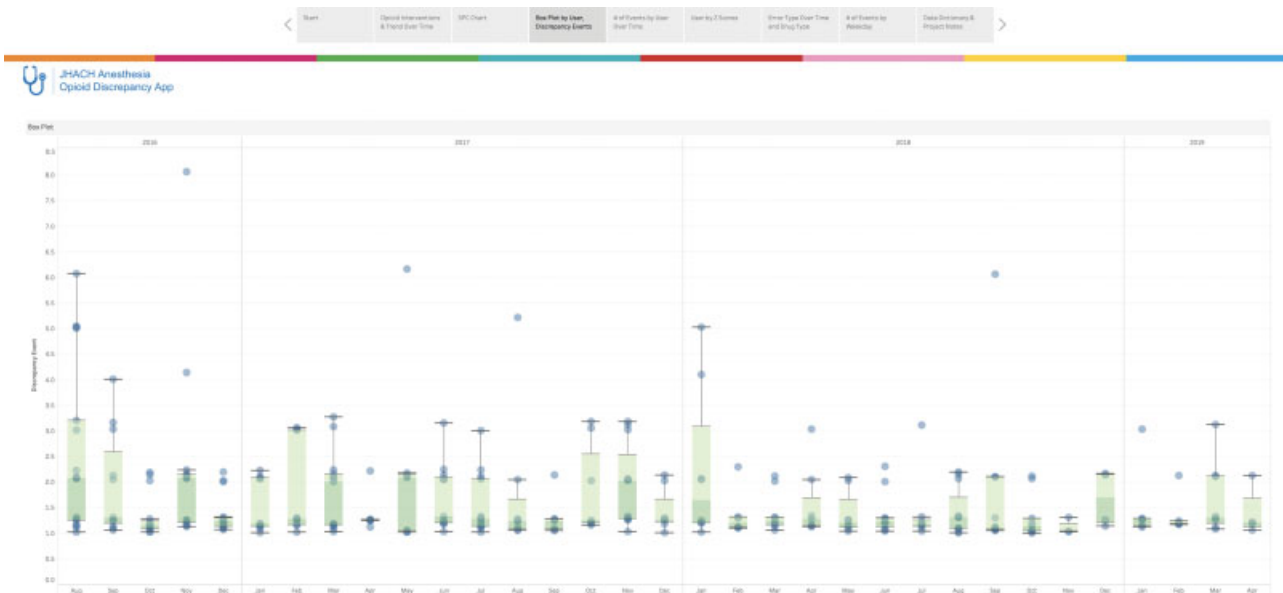 Start
Opioid Interventions
& Trend Over Time
SPC Chart
Box Plot by User,
Discrepancy Events
# of Events by User
Over Time
User by Z Scores
Error Type Over Time
and Drug Type
# of Events by
Weekday
Data Dictionary &
Project Notes
JHACH Anesthesia
Opioid Discrepancy App
Box Plot
2016 2017 2018 2019
8.5
8.0
7.5
7.0
6.5
6.0
5.5
5.0
4.5
4.0
3.5
3.0
2.5
2.0
1.5
1.0
0.5
0.0
Discrepancy Event
Aug Sep Oct Nov Dec Jan Feb Mar Apr May Jun Jul Aug Sep Oct Nov Dec Jan Feb Mar Apr May Jun Jul Aug Sep Oct Nov Dec Jan Feb Mar Apr